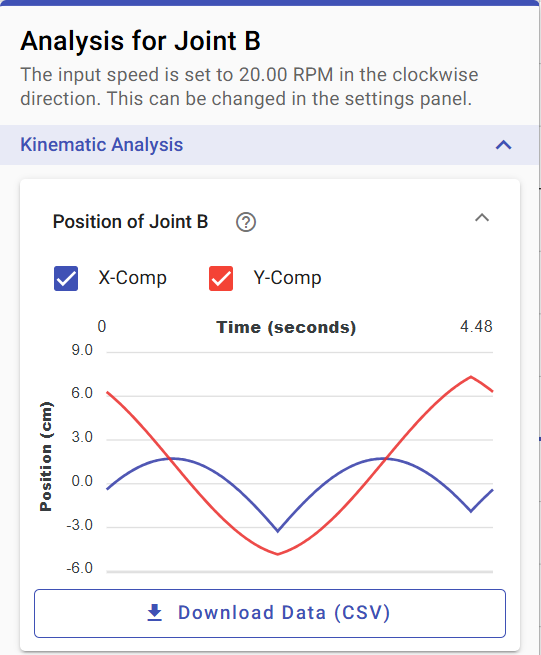 Analysis for Joint B
The input speed is set to 20.00 RPM in the clockwise
direction. This can be changed in the settings panel.
Kinematic Analysis
Position of Joint B
X-Comp Y-Comp
0 Time (seconds) 4.48
9.0
6.0
3.0
0.0
-3.0
-6.0
Position (cm)
Download Data (CSV)